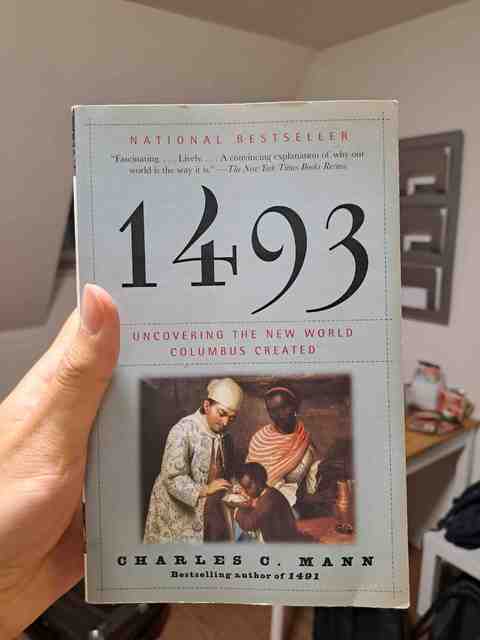 NATIONAL BESTSELLER
"Fascinating. . . . Lively. . . . A convincing explanation of why our
world is the way it is." —The New York Times Book Review
1493
UNCOVERING THE NEW WORLD
COLUMBUS CREATED
CHARLES C. MANN
Bestselling author of 1491